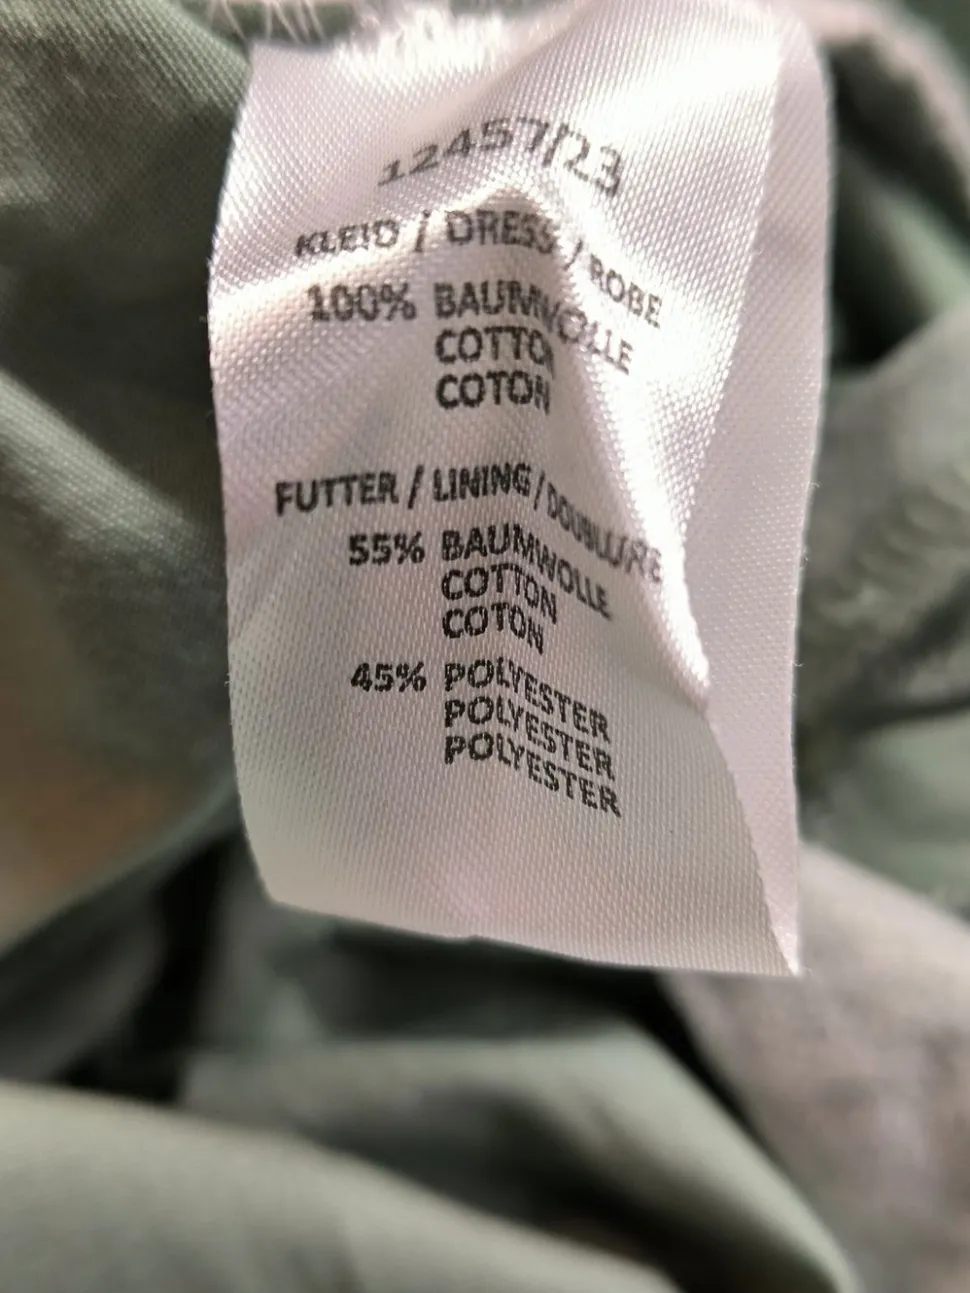 12457/23
KLEID / DRESS / ROBE
100% BAUMWOLLE
COTTON
COTON
FUTTER / LINING / DOUBLURE
55% BAUMWOLLE
COTTON
COTON
45% POLYESTER
POLYESTER
POLYESTER